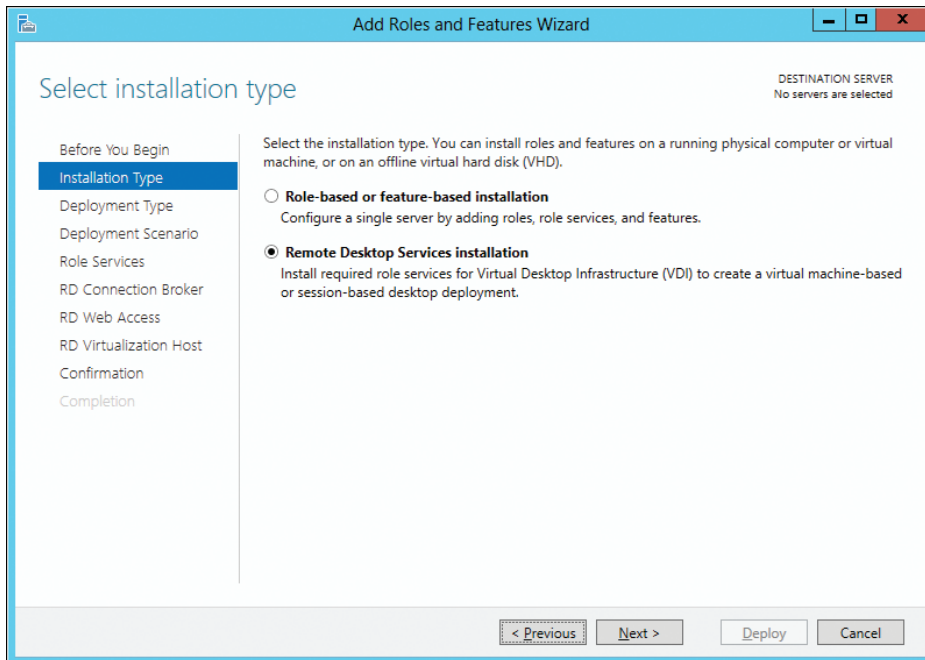 Add Roles and Features Wizard
Select installation type
DESTINATION SERVER
No servers are selected
Before You Begin
Installation Type
Deployment Type
Deployment Scenario
Role Services
RD Connection Broker
RD Web Access
RD Virtualization Host
Confirmation
Completion
Select the installation type. You can install roles and features on a running physical computer or virtual
machine, or on an offline virtual hard disk (VHD).
Role-based or feature-based installation
Configure a single server by adding roles, role services, and features.
Remote Desktop Services installation
Install required role services for Virtual Desktop Infrastructure (VDI) to create a virtual machine-based
or session-based desktop deployment.
< Previous
Next >
Deploy
Cancel